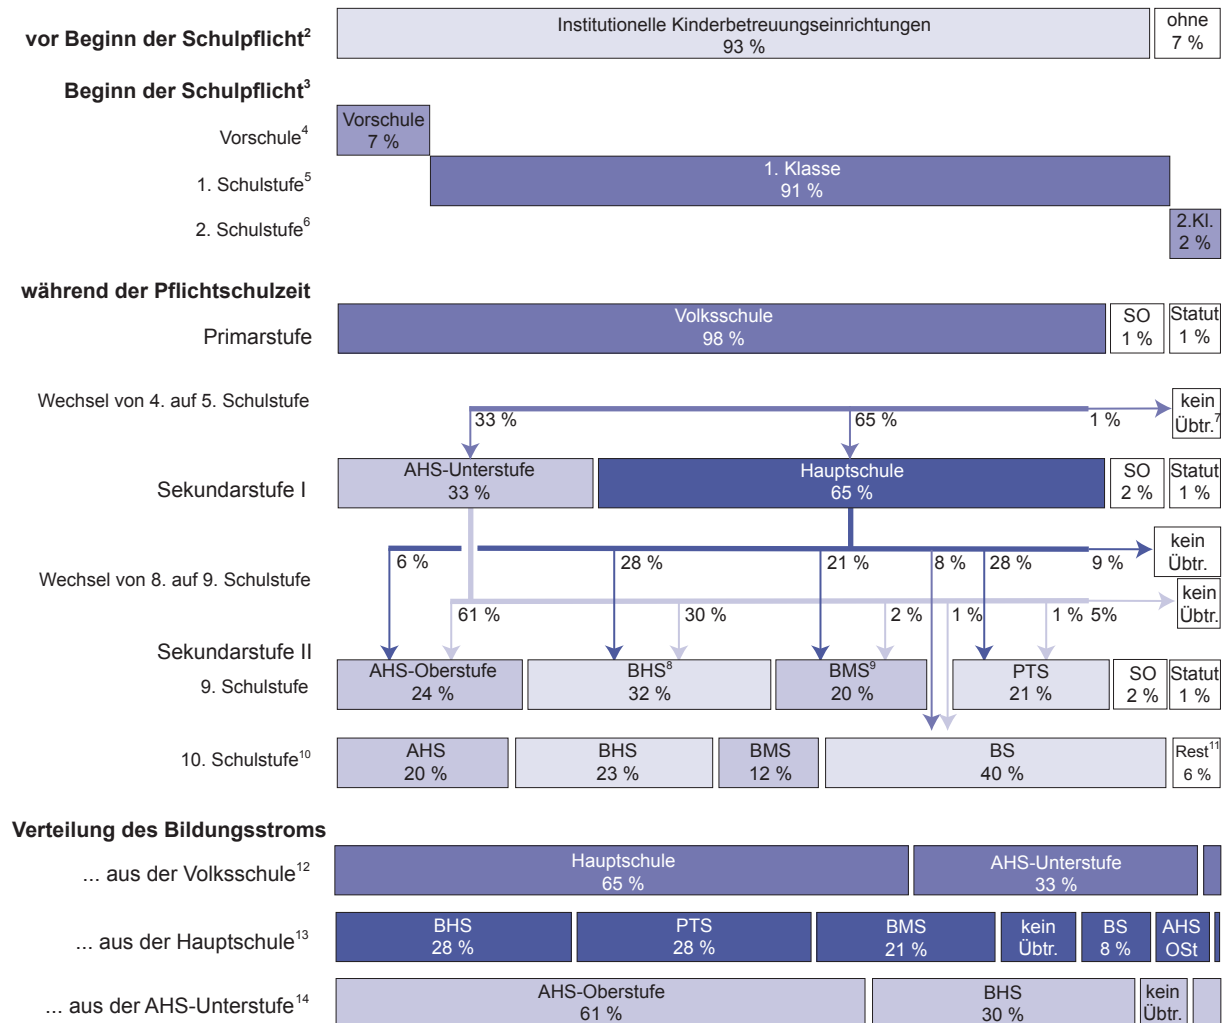 vor Beginn der Schulpflicht²
Institutionelle Kinderbetreuungseinrichtungen
93 %
ohne
7 %
Beginn der Schulpflicht³
Vorschule⁴
Vorschule
7 %
1. Schulstufe⁵
1. Klasse
91 %
2. Schulstufe⁶
2.Kl.
2 %
während der Pflichtschulzeit
Primarstufe
Volksschule
98 %
SO
1 %
Statut
1 %
Wechsel von 4. auf 5. Schulstufe
33 %
65 %
1 %
kein
Übtr.⁷
Sekundarstufe I
AHS-Unterstufe
33 %
Hauptschule
65 %
SO
2 %
Statut
1 %
Wechsel von 8. auf 9. Schulstufe
6 %
28 %
21 %
8 %
28 %
9 %
kein
Übtr.
61 %
30 %
2 %
1 %
1 %
5%
kein
Übtr.
Sekundarstufe II
9. Schulstufe
AHS-Oberstufe
24 %
BHS⁸
32 %
BMS⁹
20 %
PTS
21 %
SO
2 %
Statut
1 %
10. Schulstufe¹⁰
AHS
20 %
BHS
23 %
BMS
12 %
BS
40 %
Rest¹¹
6 %
Verteilung des Bildungsstroms
... aus der Volksschule¹²
Hauptschule
65 %
AHS-Unterstufe
33 %
... aus der Hauptschule¹³
BHS
28 %
PTS
28 %
BMS
21 %
kein
Übtr.
BS
8 %
AHS
OSt
... aus der AHS-Unterstufe¹⁴
AHS-Oberstufe
61 %
BHS
30 %
kein
Übtr.